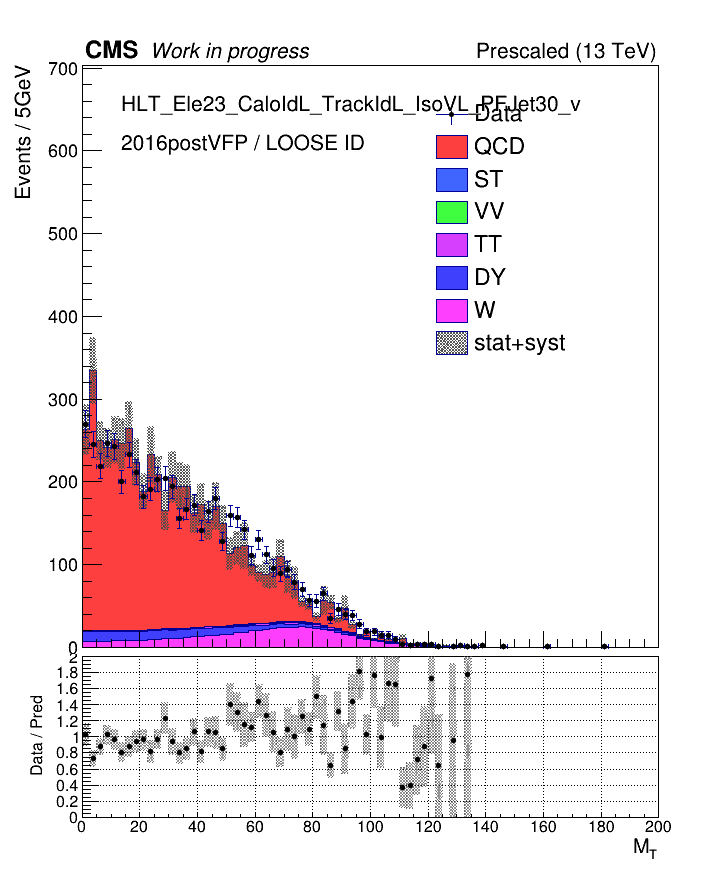 CMS Work in progress Prescaled (13 TeV)
Events / 5GeV
700
600
500
400
300
200
100
0
HLT_Ele23_CaloIdL_TrackIdL_IsoVL_PFJet30_v
2016postVFP / LOOSE ID
Data
QCD
ST
VV
TT
DY
W
stat+syst
Data / Pred
2
1.8
1.6
1.4
1.2
1
0.8
0.6
0.4
0.2
0
0 20 40 60 80 100 120 140 160 180 200
M_T